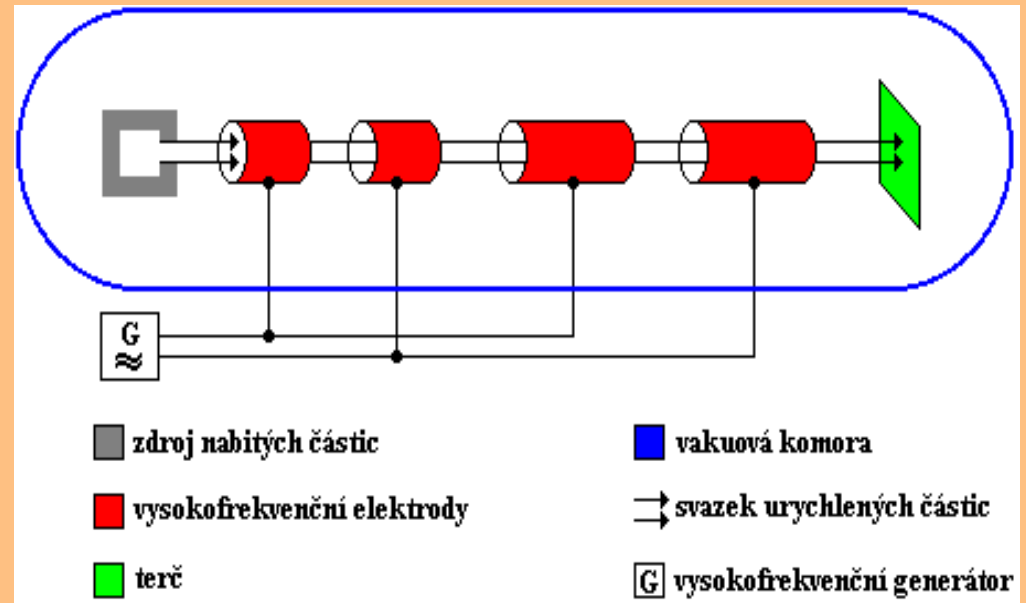 G
≈
zdroj nabitých částic
vysokofrekvenční elektrody
terč
vakuová komora
svazek urychlených částic
G vysokofrekvenční generátor